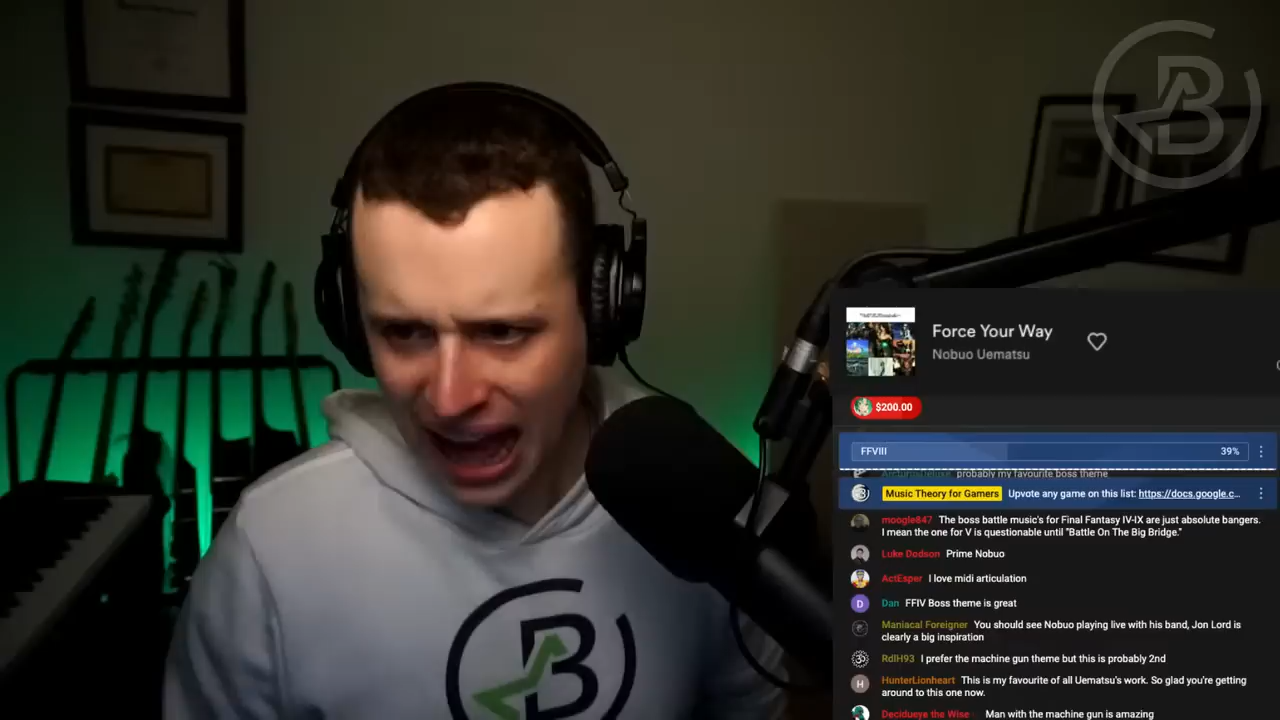 Force Your Way
Nobuo Uematsu
$200.00
FFVIII
39%
probably my favourite boss theme
Music Theory for Gamers Upvote any game on this list: https://docs.google.c...
moogle847 The boss battle music's for Final Fantasy IV-IX are just absolute bangers.
I mean the one for V is questionable until "Battle On The Big Bridge."
Luke Dodson Prime Nobuo
ActEsper I love midi articulation
D Dan FFIV Boss theme is great
Maniacal Foreigner You should see Nobuo playing live with his band, Jon Lord is
clearly a big inspiration
RdlH93 I prefer the machine gun theme but this is probably 2nd
H HunterLionheart This is my favourite of all Uematsu's work. So glad you're getting
around to this one now.
Decidueye the Wise Man with the machine gun is amazing